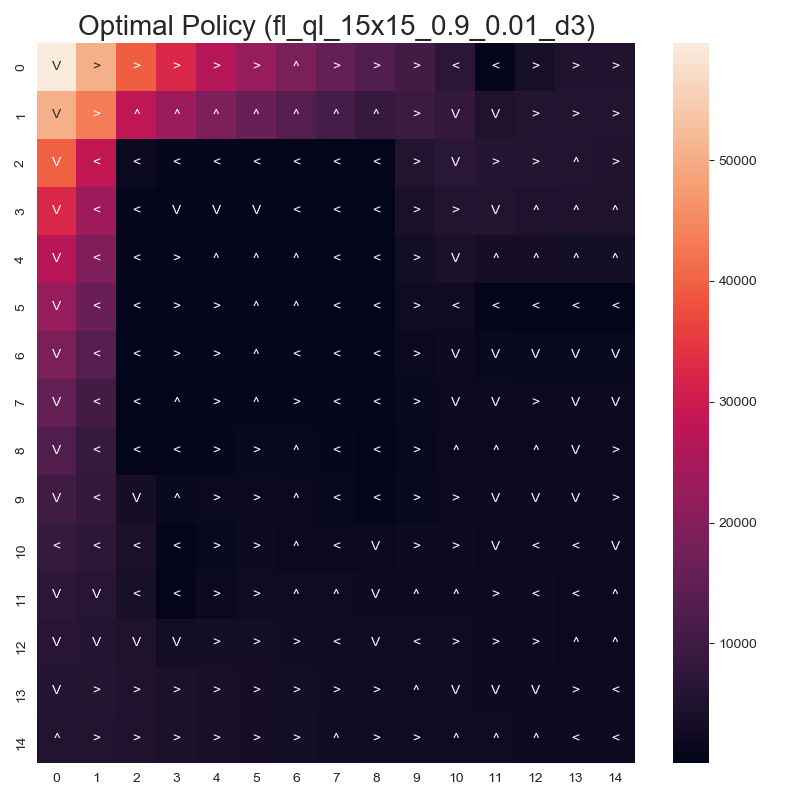 Optimal Policy (fl_ql_15x15_0.9_0.01_d3)
0 V > > > > > ^ > > > < < > > >
1 V > ^ ^ ^ ^ ^ ^ ^ > V V > > >
2 V < < < < < < < < > V > > ^ >
3 V < < V V V < < < > > V ^ ^ ^
4 V < < > ^ ^ ^ < < > V ^ ^ ^ ^
5 V < < > > ^ ^ < < > < < < < <
6 V < < > > ^ < < < > V V V V V
7 V < < ^ > ^ > < < > V V > V V
8 V < < < > > ^ < < > ^ ^ ^ V >
9 V < V ^ > > ^ < < > > V V V >
10 < < < < > > ^ < V > > V < < V
11 V V < < > > ^ ^ V ^ ^ > < < ^
12 V V V V > > > < V < > > > ^ ^
13 V > > > > > > > > ^ V V V > <
14 ^ > > > > > > ^ > > ^ ^ ^ < <
0 1 2 3 4 5 6 7 8 9 10 11 12 13 14
50000
40000
30000
20000
10000